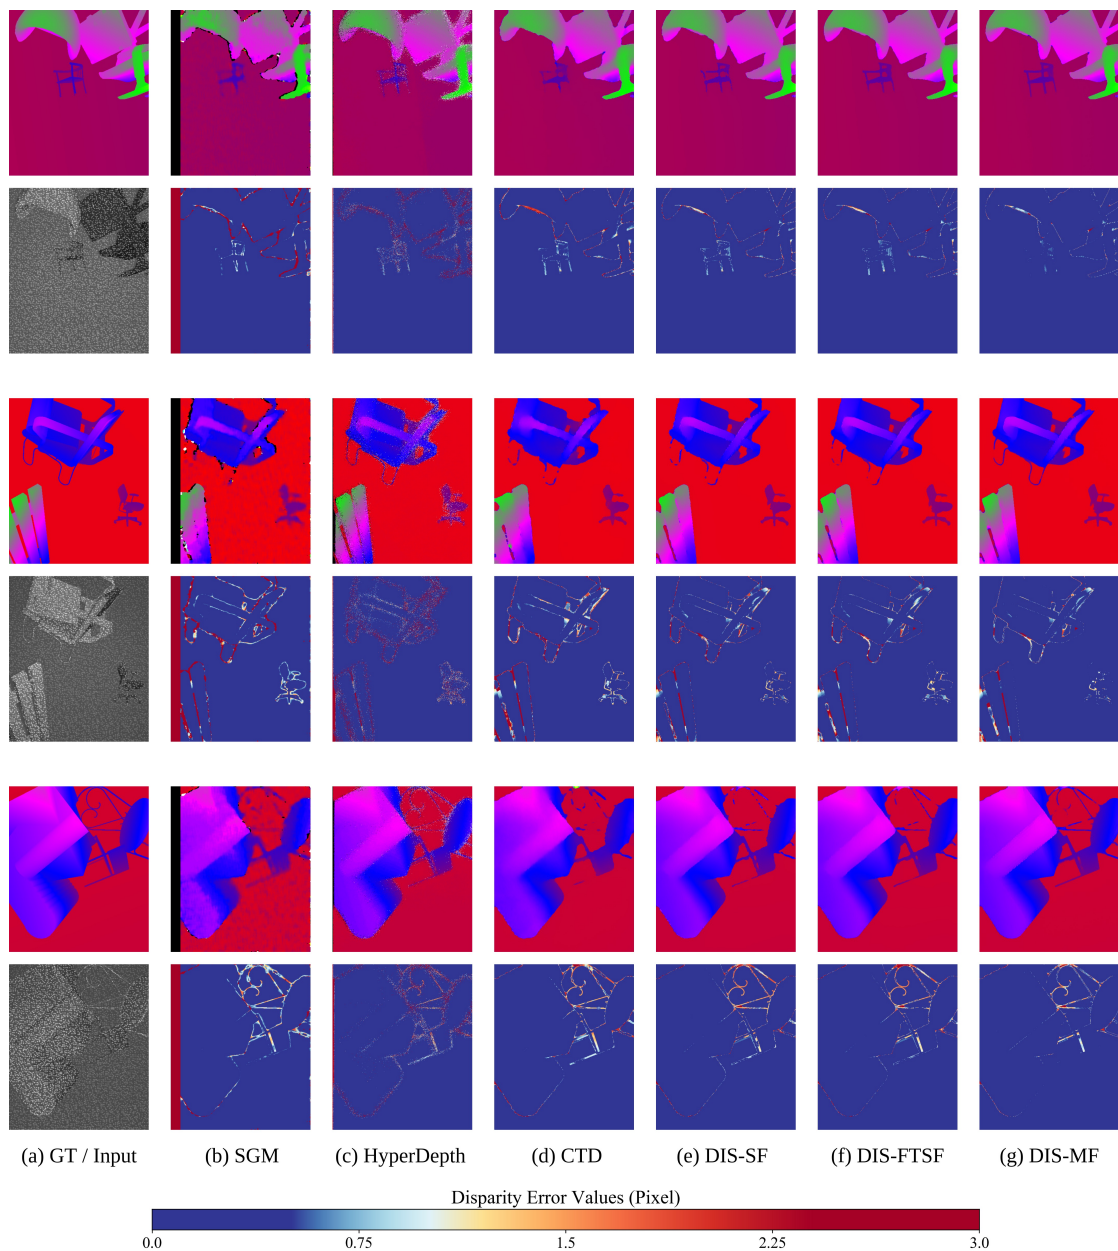 (a) GT / Input (b) SGM (c) HyperDepth (d) CTD (e) DIS-SF (f) DIS-FTSF (g) DIS-MF
Disparity Error Values (Pixel)
0.0 0.75 1.5 2.25 3.0